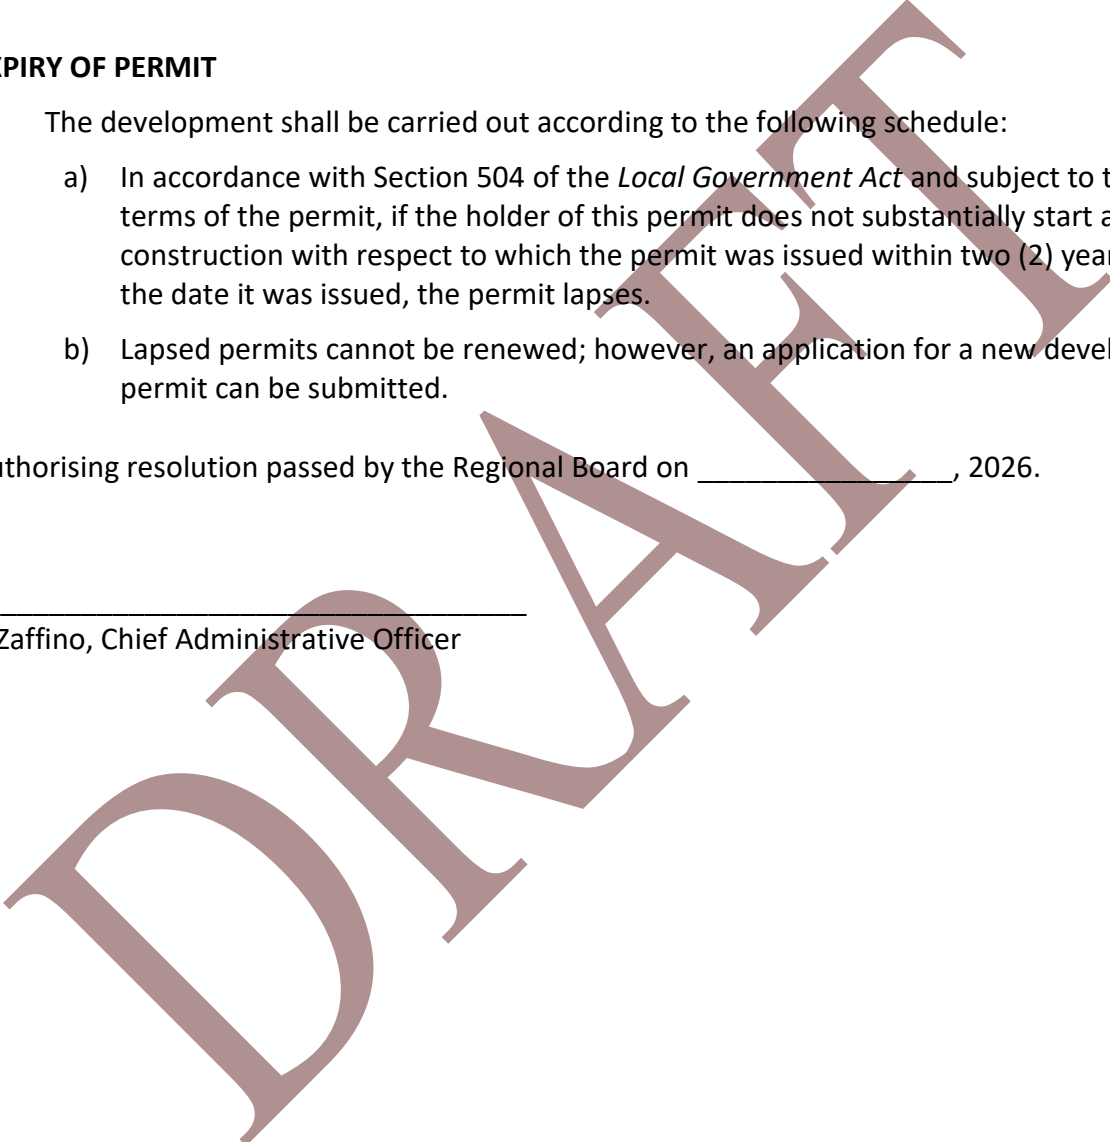 XPIRY OF PERMIT
The development shall be carried out according to the following schedule:
a) In accordance with Section 504 of the Local Government Act and subject to
terms of the permit, if the holder of this permit does not substantially start
construction with respect to which the permit was issued within two (2)
the date it was issued, the permit lapses.
b) Lapsed permits cannot be renewed; however, an application for a new
permit can be submitted.
uthorising resolution passed by the Regional Board on ________________, 2026.
Zaffino, Chief Administrative Officer
DRAFT